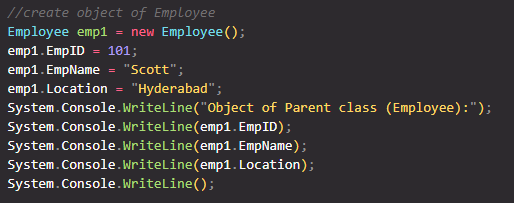 //create object of Employee
Employee emp1 = new Employee();
emp1.EmpID = 101;
emp1.EmpName = "Scott";
emp1.Location = "Hyderabad";
System.Console.WriteLine("Object of Parent class (Employee):");
System.Console.WriteLine(emp1.EmpID);
System.Console.WriteLine(emp1.EmpName);
System.Console.WriteLine(emp1.Location);
System.Console.WriteLine();